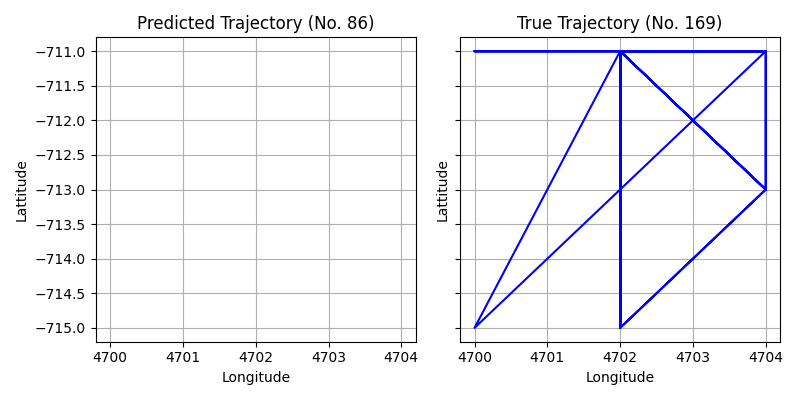 Predicted Trajectory (No. 86)
True Trajectory (No. 169)
Lattitude
−711.0
−711.5
−712.0
−712.5
−713.0
−713.5
−714.0
−714.5
−715.0
4700 4701 4702 4703 4704
Longitude
Lattitude
4700 4701 4702 4703 4704
Longitude